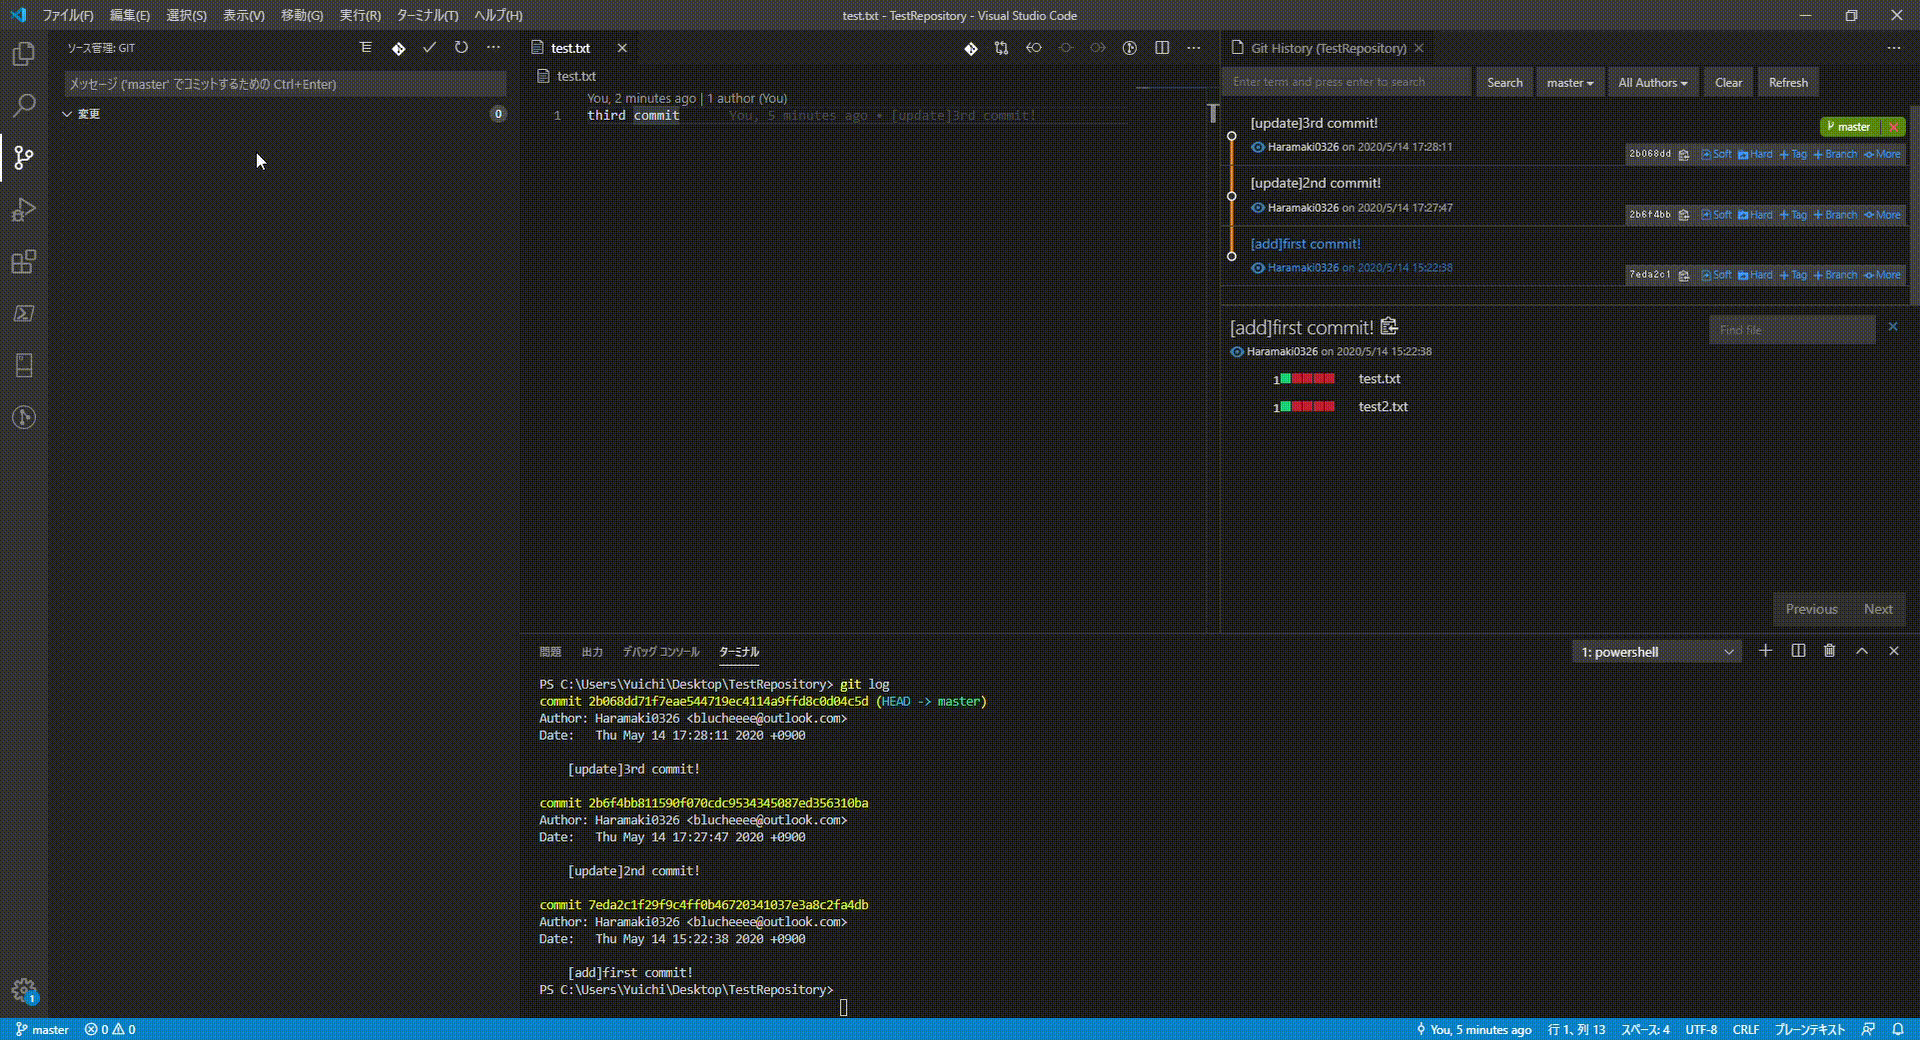 ファイル(F) 編集(E) 選択(S) 表示(V) 移動(G) 実行(R) ターミナル(T) ヘルプ(H)
test.txt - TestRepository - Visual Studio Code
ソース管理: GIT
メッセージ ('master' でコミットするための Ctrl+Enter)
変更
0
test.txt
test.txt
You, 2 minutes ago | 1 author (You)
1 third commit You, 5 minutes ago • [update]3rd commit!
Git History (TestRepository)
Enter term and press enter to search Search master All Authors Clear Refresh
[update]3rd commit!
master
Haramaki0326 on 2020/5/14 17:28:11
2b068dd Soft Hard + Tag + Branch More
[update]2nd commit!
Haramaki0326 on 2020/5/14 17:27:47
2b6f4bb Soft Hard + Tag + Branch More
[add]first commit!
Haramaki0326 on 2020/5/14 15:22:38
7eda2c1 Soft Hard + Tag + Branch More
[add]first commit!
Find file
Haramaki0326 on 2020/5/14 15:22:38
1 test.txt
1 test2.txt
Previous Next
問題 出力 デバッグ コンソール ターミナル
1: powershell
PS C:\Users\Yuichi\Desktop\TestRepository> git log
commit 2b068dd71f7eae544719ec4114a9ffd8c0d04c5d (HEAD -> master)
Author: Haramaki0326 <blucheeee@outlook.com>
Date:   Thu May 14 17:28:11 2020 +0900
[update]3rd commit!
commit 2b6f4bb811590f070cdc9534345087ed356310ba
Author: Haramaki0326 <blucheeee@outlook.com>
Date:   Thu May 14 17:27:47 2020 +0900
[update]2nd commit!
commit 7eda2c1f29f9c4ff0b46720341037e3a8c2fa4db
Author: Haramaki0326 <blucheeee@outlook.com>
Date:   Thu May 14 15:22:38 2020 +0900
[add]first commit!
PS C:\Users\Yuichi\Desktop\TestRepository>
1
master 0 0
You, 5 minutes ago 行 1、列 13 スペース: 4 UTF-8 CRLF プレーンテキスト